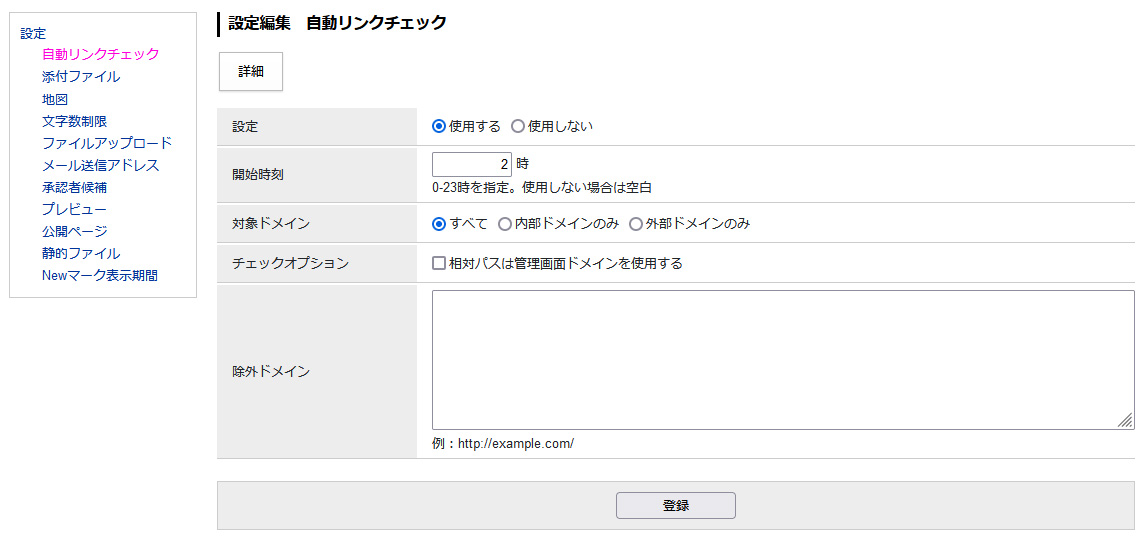 設定
自動リンクチェック
添付ファイル
地図
文字数制限
ファイルアップロード
メール送信アドレス
承認者候補
プレビュー
公開ページ
静的ファイル
Newマーク表示期間
設定編集　自動リンクチェック
詳細
設定 使用する 使用しない
開始時刻 2 時
0-23時を指定。使用しない場合は空白
対象ドメイン すべて 内部ドメインのみ 外部ドメインのみ
チェックオプション 相対パスは管理画面ドメインを使用する
除外ドメイン
例：http://example.com/
登録